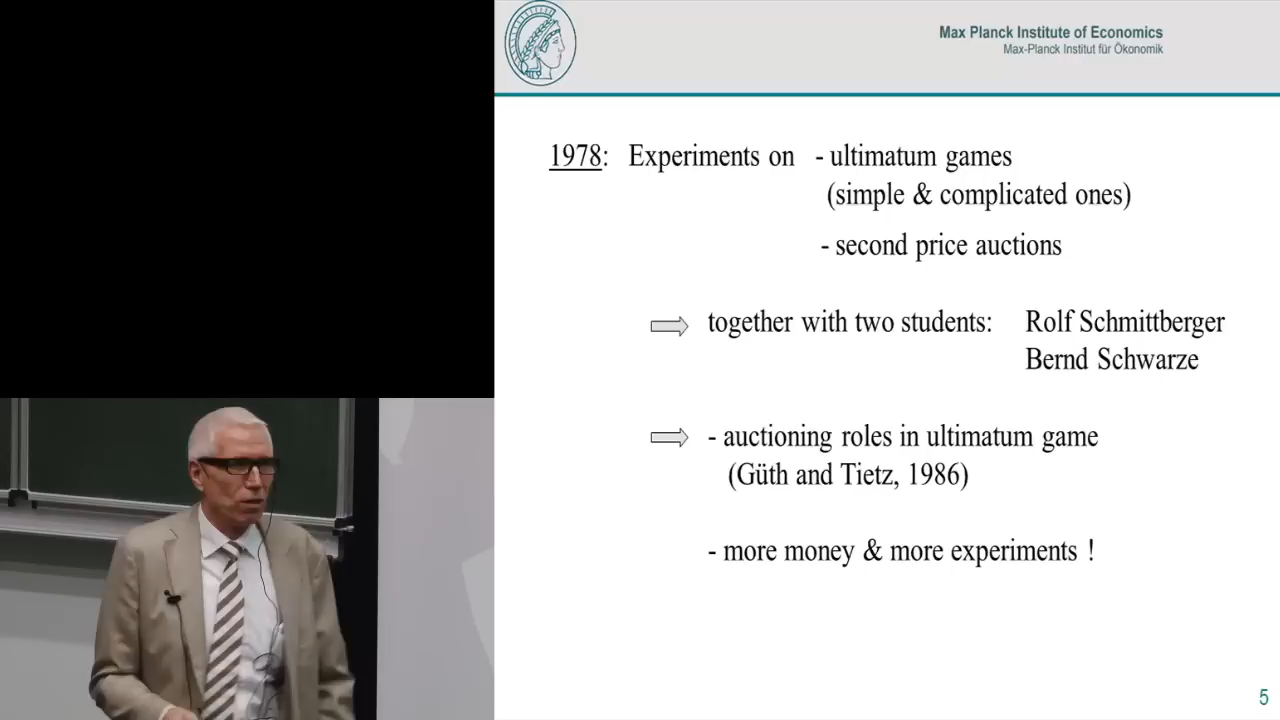 Max Planck Institute of Economics
Max-Planck Institut für Ökonomik
1978: Experiments on - ultimatum games
(simple & complicated ones)
- second price auctions
together with two students: Rolf Schmittberger
Bernd Schwarze
- auctioning roles in ultimatum game
(Güth and Tietz, 1986)
- more money & more experiments !
5